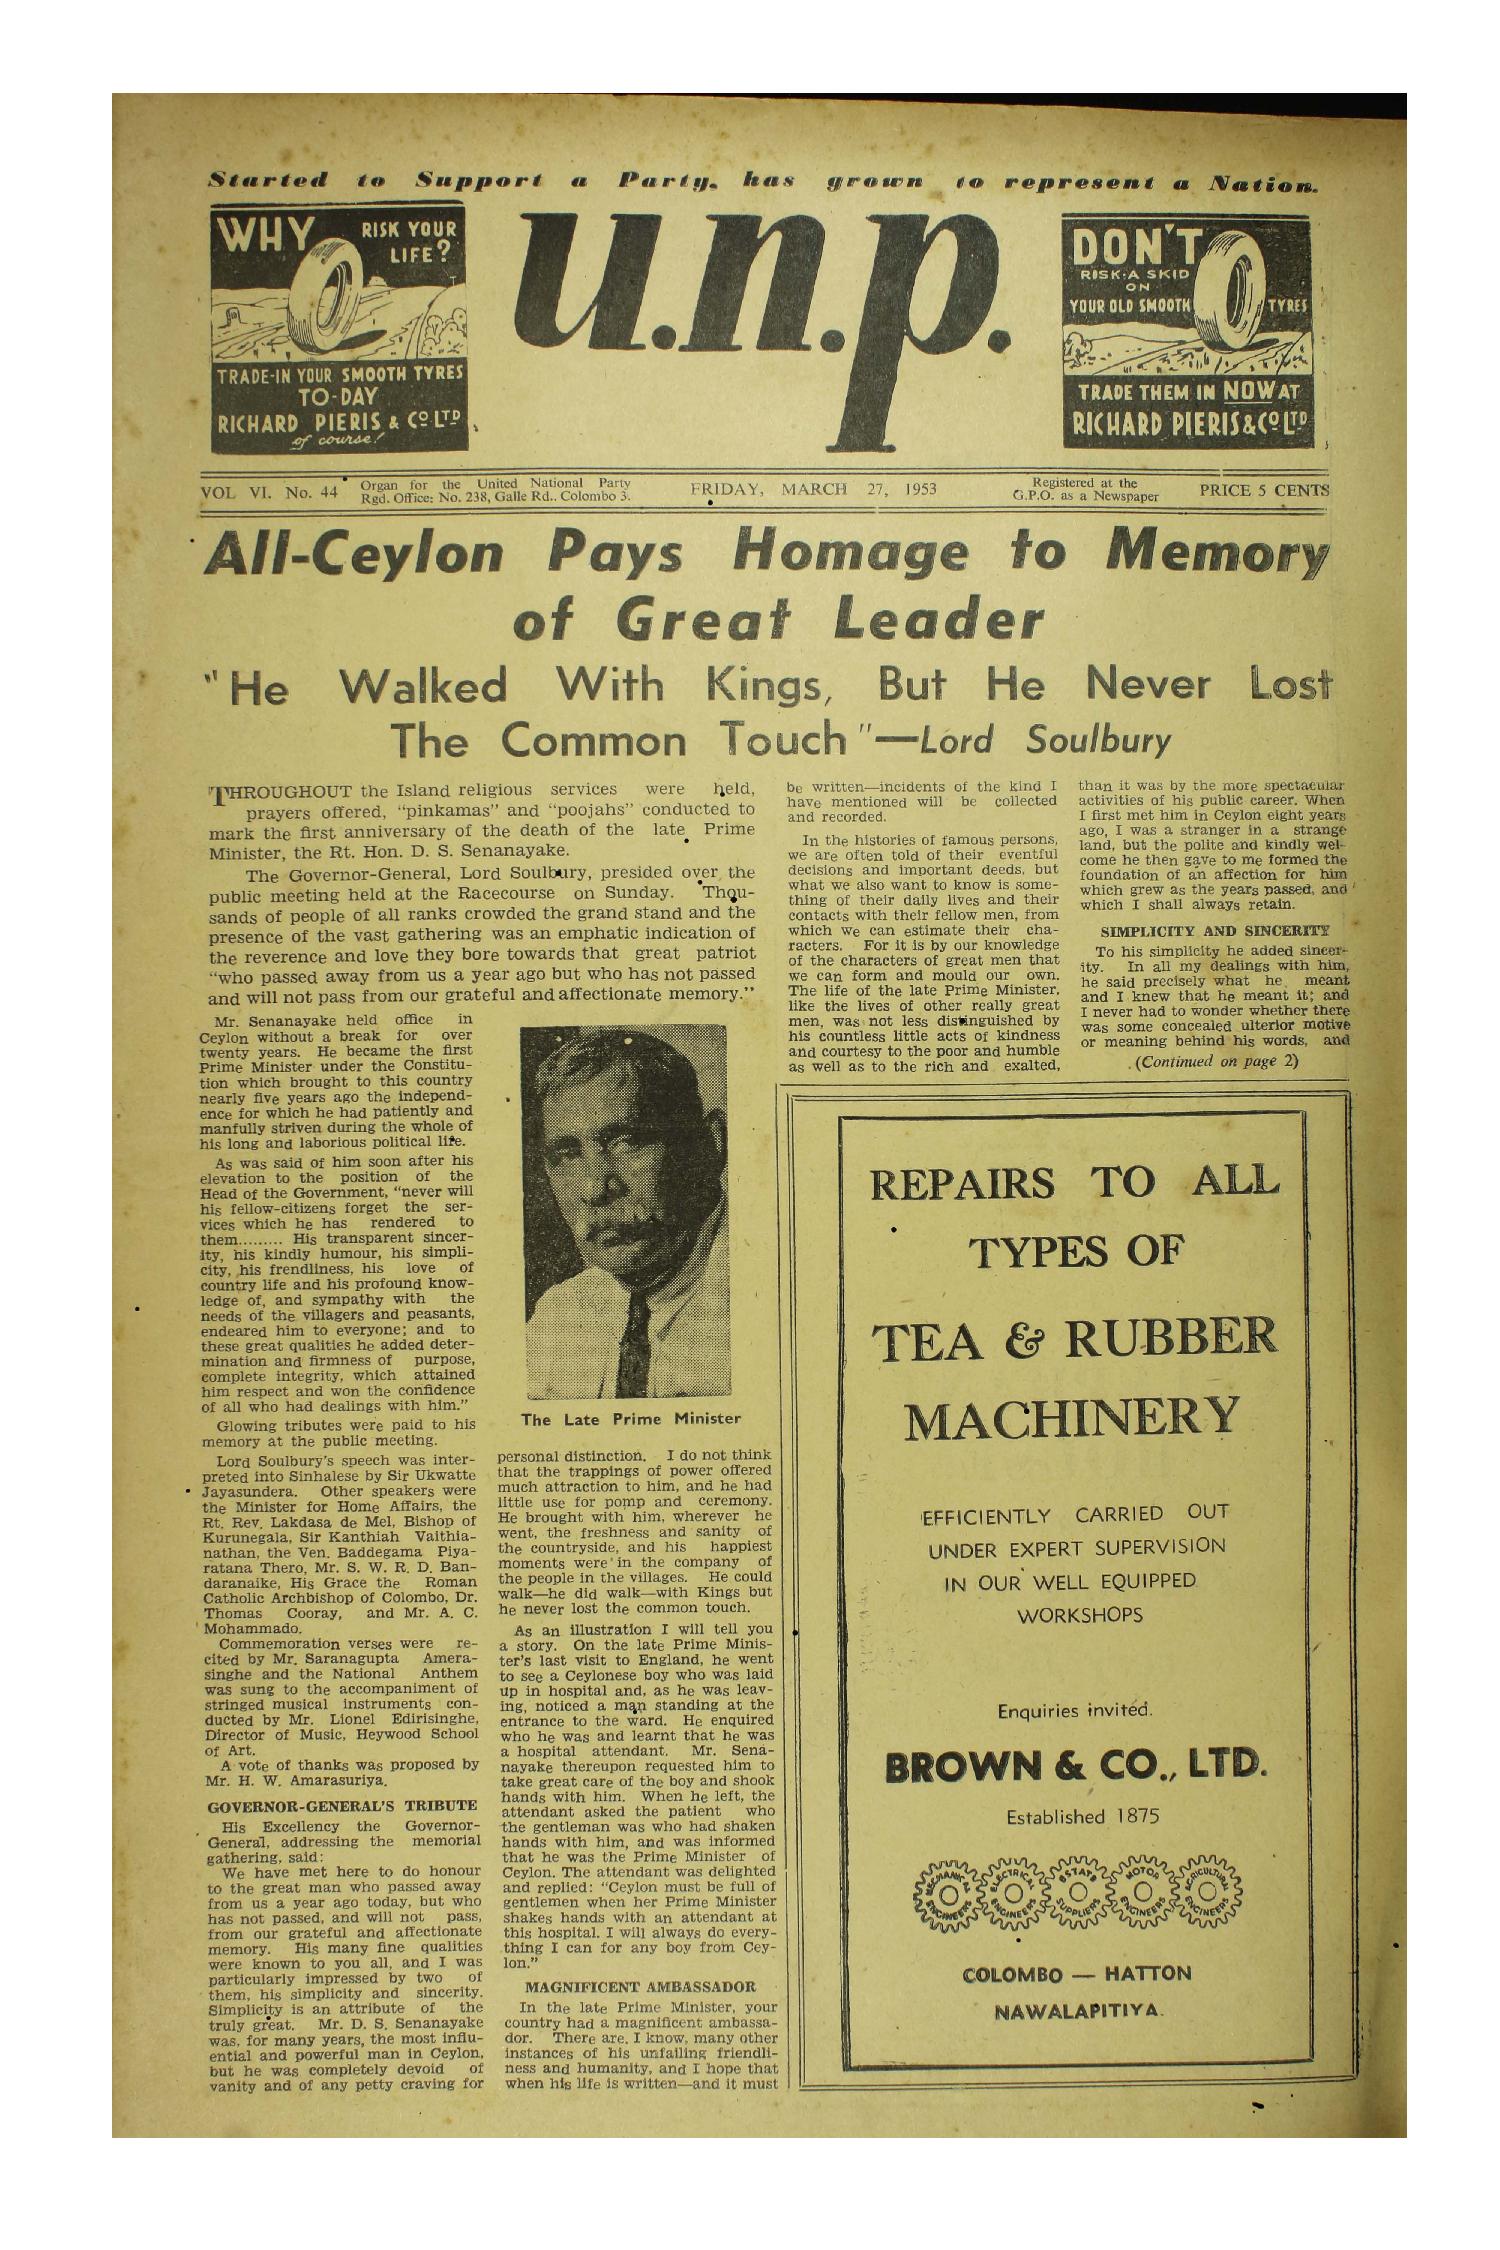 Started to Support a Party, has grown to represent a Nation.
WHY RISK YOUR
LIFE?
TRADE-IN YOUR SMOOTH TYRES
TO-DAY
RICHARD PIERIS & CO LTD
of course!
u.n.p.
DON'T
RISK A SKID
ON
YOUR OLD SMOOTH TYRES
TRADE THEM IN NOW AT
RICHARD PIERIS & CO LTD
VOL VI. No. 44
Organ for the United National Party
Rgd. Office: No. 238, Galle Rd.. Colombo 3.
FRIDAY, MARCH 27, 1953
Registered at the
G.P.O. as a Newspaper
PRICE 5 CENTS
All-Ceylon Pays Homage to Memory
of Great Leader
"He Walked With Kings, But He Never Lost
The Common Touch"—Lord Soulbury
THROUGHOUT the Island religious services were held,
prayers offered, "pinkamas" and "poojahs" conducted to
mark the first anniversary of the death of the late Prime
Minister, the Rt. Hon. D. S. Senanayake.
The Governor-General, Lord Soulbury, presided over the
public meeting held at the Racecourse on Sunday. Thou-
sands of people of all ranks crowded the grand stand and the
presence of the vast gathering was an emphatic indication of
the reverence and love they bore towards that great patriot
"who passed away from us a year ago but who has not passed
and will not pass from our grateful and affectionate memory."
Mr. Senanayake held office in
Ceylon without a break for over
twenty years. He became the first
Prime Minister under the Constitu-
tion which brought to this country
nearly five years ago the independ-
ence for which he had patiently and
manfully striven during the whole of
his long and laborious political life.
As was said of him soon after his
elevation to the position of the
Head of the Government, "never will
his fellow-citizens forget the ser-
vices which he has rendered to
them......... His transparent sincer-
ity, his kindly humour, his simpli-
city, his frendliness, his love of
country life and his profound know-
ledge of, and sympathy with the
needs of the villagers and peasants,
endeared him to everyone; and to
these great qualities he added deter-
mination and firmness of purpose,
complete integrity, which attained
him respect and won the confidence
of all who had dealings with him."
Glowing tributes were paid to his
memory at the public meeting.
Lord Soulbury's speech was inter-
preted into Sinhalese by Sir Ukwatte
Jayasundera. Other speakers were
the Minister for Home Affairs, the
Rt. Rev. Lakdasa de Mel, Bishop of
Kurunegala, Sir Kanthiah Vaithia-
nathan, the Ven. Baddegama Piya-
ratana Thero, Mr. S. W. R. D. Ban-
daranaike, His Grace the Roman
Catholic Archbishop of Colombo, Dr.
Thomas Cooray, and Mr. A. C.
Mohammado.
Commemoration verses were re-
cited by Mr. Saranagupta Amera-
singhe and the National Anthem
was sung to the accompaniment of
stringed musical instruments con-
ducted by Mr. Lionel Edirisinghe,
Director of Music, Heywood School
of Art.
A vote of thanks was proposed by
Mr. H. W. Amarasuriya.
GOVERNOR-GENERAL'S TRIBUTE
His Excellency the Governor-
General, addressing the memorial
gathering, said:
We have met here to do honour
to the great man who passed away
from us a year ago today, but who
has not passed, and will not pass,
from our grateful and affectionate
memory. His many fine qualities
were known to you all, and I was
particularly impressed by two of
them, his simplicity and sincerity.
Simplicity is an attribute of the
truly great. Mr. D. S. Senanayake
was, for many years, the most influ-
ential and powerful man in Ceylon,
but he was completely devoid of
vanity and of any petty craving for
The Late Prime Minister
personal distinction. I do not think
that the trappings of power offered
much attraction to him, and he had
little use for pomp and ceremony.
He brought with him, wherever he
went, the freshness and sanity of
the countryside, and his happiest
moments were in the company of
the people in the villages. He could
walk—he did walk—with Kings but
he never lost the common touch.
As an illustration I will tell you
a story. On the late Prime Minis-
ter's last visit to England, he went
to see a Ceylonese boy who was laid
up in hospital and, as he was leav-
ing, noticed a man standing at the
entrance to the ward. He enquired
who he was and learnt that he was
a hospital attendant. Mr. Sena-
nayake thereupon requested him to
take great care of the boy and shook
hands with him. When he left, the
attendant asked the patient who
the gentleman was who had shaken
hands with him, and was informed
that he was the Prime Minister of
Ceylon. The attendant was delighted
and replied: "Ceylon must be full of
gentlemen when her Prime Minister
shakes hands with an attendant at
this hospital. I will always do every-
thing I can for any boy from Cey-
lon."
MAGNIFICENT AMBASSADOR
In the late Prime Minister, your
country had a magnificent ambassa-
dor. There are, I know, many other
instances of his unfailing friendli-
ness and humanity, and I hope that
when his life is written—and it must
be written—incidents of the kind I
have mentioned will be collected
and recorded.
In the histories of famous persons,
we are often told of their eventful
decisions and important deeds, but
what we also want to know is some-
thing of their daily lives and their
contacts with their fellow men, from
which we can estimate their cha-
racters. For it is by our knowledge
of the characters of great men that
we can form and mould our own.
The life of the late Prime Minister,
like the lives of other really great
men, was not less distinguished by
his countless little acts of kindness
and courtesy to the poor and humble
as well as to the rich and exalted,
than it was by the more spectacular
activities of his public career. When
I first met him in Ceylon eight years
ago, I was a stranger in a strange
land, but the polite and kindly wel-
come he then gave to me formed the
foundation of an affection for him
which grew as the years passed, and
which I shall always retain.
SIMPLICITY AND SINCERITY
To his simplicity he added sincer-
ity. In all my dealings with him,
he said precisely what he meant
and I knew that he meant it; and
I never had to wonder whether there
was some concealed ulterior motive
or meaning behind his words, and
(Continued on page 2)
REPAIRS TO ALL
TYPES OF
TEA & RUBBER
MACHINERY
EFFICIENTLY CARRIED OUT
UNDER EXPERT SUPERVISION
IN OUR WELL EQUIPPED
WORKSHOPS
Enquiries invited.
BROWN & CO., LTD.
Established 1875
MECHANICAL ENGINEERS
ELECTRICAL ENGINEERS
ESTATE SUPPLIERS
MOTOR ENGINEERS
AGRICULTURAL ENGINEERS
COLOMBO — HATTON
NAWALAPITIYA.